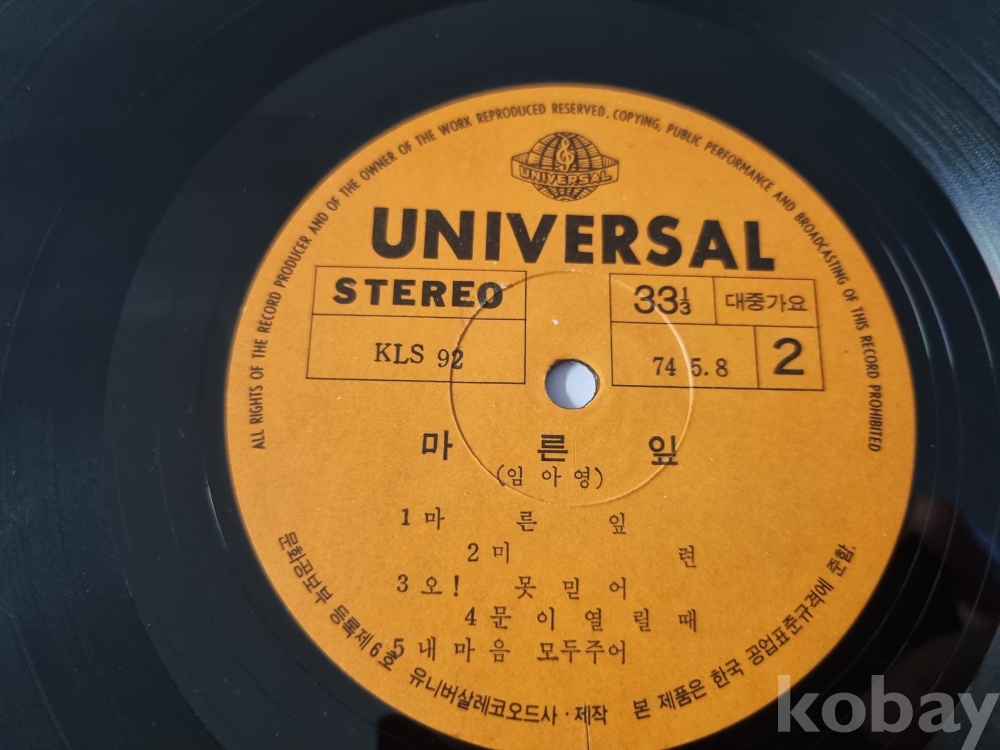 ALL RIGHTS OF THE RECORD PRODUCER AND OF THE OWNER OF THE WORK REPRODUCED RESERVED. COPYING, PUBLIC PERFORMANCE AND BROADCASTING OF THIS RECORD PROHIBITED
UNIVERSAL
UNIVERSAL
STEREO
33⅓ 대중가요
KLS 92
74 5.8 2
마 른 잎
(임 아 영)
1 마 른 잎
2 미 련
3 오! 못 믿 어
4 문 이 열 릴 때
5 내 마 음 모두주어
문화공보부 등록제6호 유니버살레코오드사·제작 본 제품은 한국 공업표준규격에 준함.
kobay